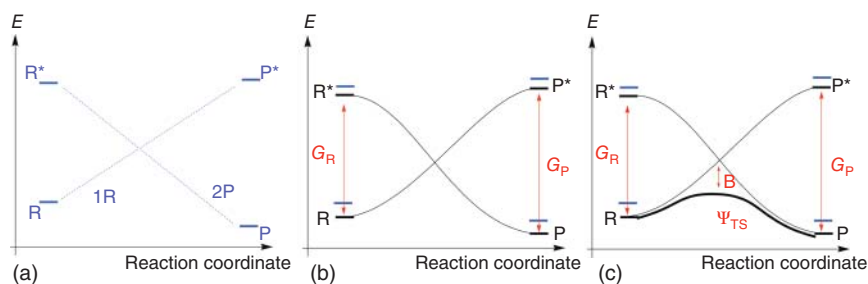 E
R*
P*
1R
2P
R
P
(a)
Reaction coordinate
E
R*
P*
G_R
G_P
R
P
(b)
Reaction coordinate
E
R*
P*
G_R
B
G_P
R
Ψ_TS
P
(c)
Reaction coordinate